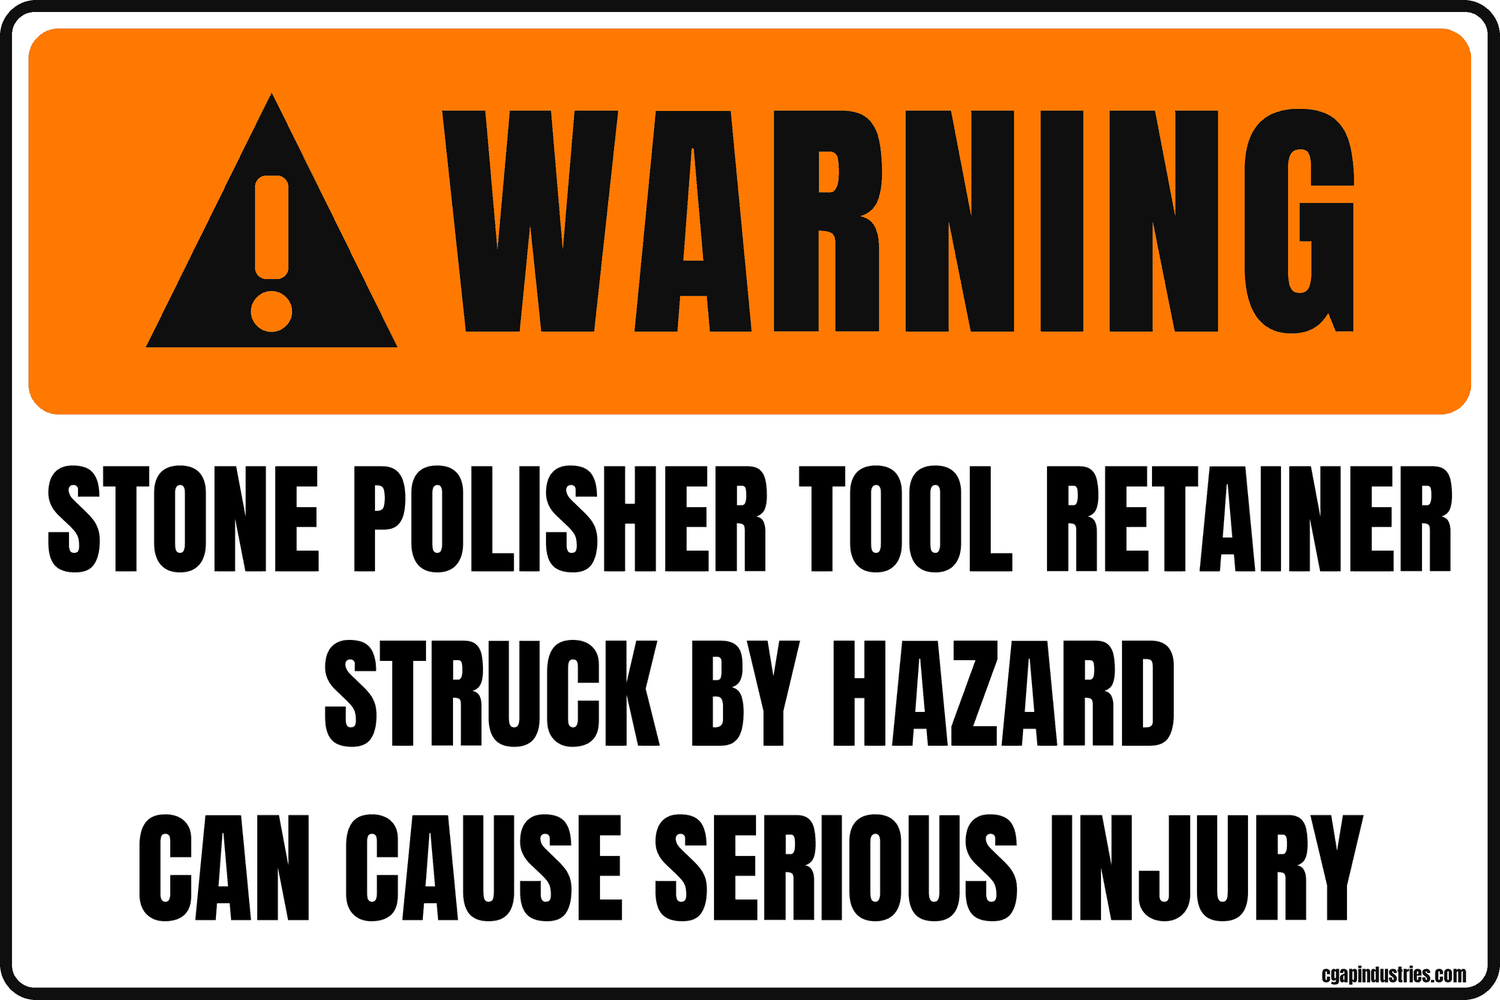 WARNING
STONE POLISHER TOOL RETAINER
STRUCK BY HAZARD
CAN CAUSE SERIOUS INJURY
cgapindustries.com